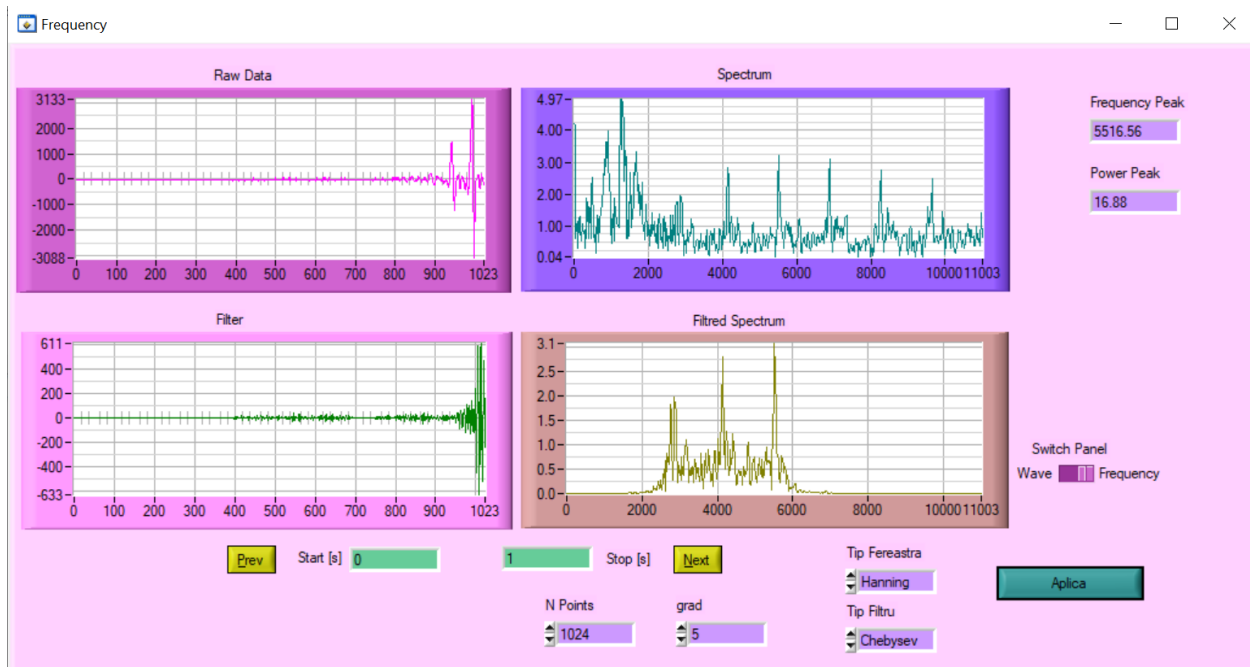 Frequency
Raw Data
3133
2000
1000
0
-1000
-2000
-3088
0 100 200 300 400 500 600 700 800 900 1023
Spectrum
4.97
4.00
3.00
2.00
1.00
0.04
0 2000 4000 6000 8000 10000 11003
Frequency Peak
5516.56
Power Peak
16.88
Filter
611
400
200
0
-200
-400
-633
0 100 200 300 400 500 600 700 800 900 1023
Filtred Spectrum
3.1
2.5
2.0
1.5
1.0
0.5
0.0
0 2000 4000 6000 8000 10000 11003
Switch Panel
Wave Frequency
Prev Start [s] 0 1 Stop [s] Next
N Points
1024
grad
5
Tip Fereastra
Hanning
Tip Filtru
Chebysev
Aplica